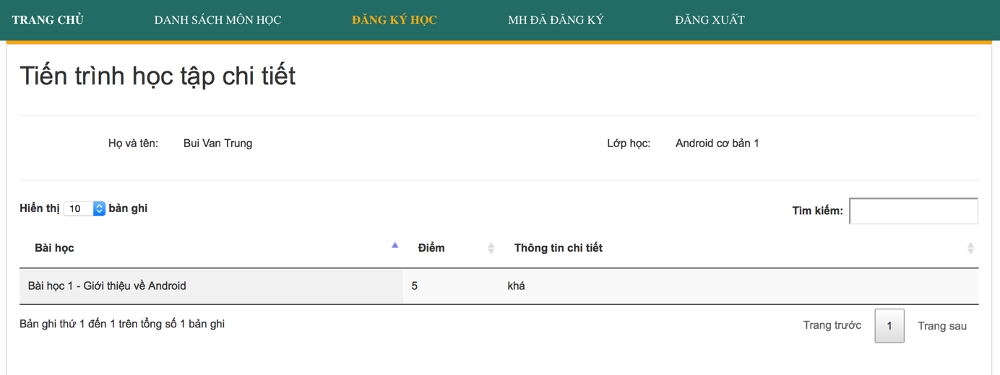 TRANG CHỦ DANH SÁCH MÔN HỌC ĐĂNG KÝ HỌC MH ĐÃ ĐĂNG KÝ ĐĂNG XUẤT
Tiến trình học tập chi tiết
Họ và tên: Bui Van Trung Lớp học: Android cơ bản 1
Hiển thị 10 bản ghi Tìm kiếm:
Bài học Điểm Thông tin chi tiết
Bài học 1 - Giới thiệu về Android 5 khá
Bản ghi thứ 1 đến 1 trên tổng số 1 bản ghi Trang trước 1 Trang sau